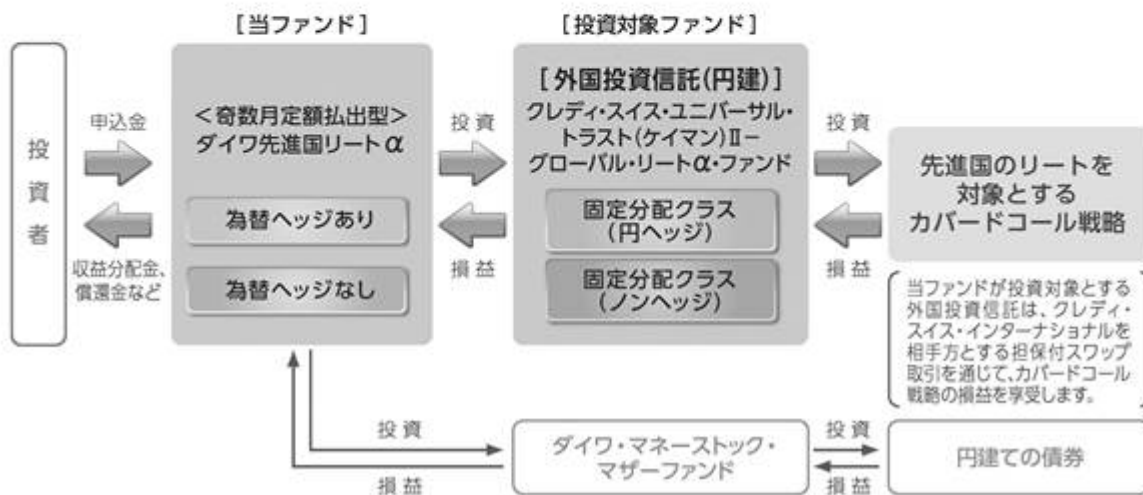 [当ファンド]
[投資対象ファンド]
投資者
申込金
収益分配金、
償還金など
<奇数月定額払出型>
ダイワ先進国リートα
為替ヘッジあり
為替ヘッジなし
投資
損益
[外国投資信託(円建)]
クレディ・スイス・ユニバーサル・
トラスト(ケイマン)Ⅱー
グローバル・リートα・ファンド
固定分配クラス
(円ヘッジ)
固定分配クラス
(ノンヘッジ)
投資
損益
先進国のリートを
対象とする
カバードコール戦略
当ファンドが投資対象とする
外国投資信託は、クレディ・
スイス・インターナショナルを
相手方とする担保付スワップ
取引を通じて、カバードコール
戦略の損益を享受します。
投資
損益
ダイワ・マネーストック・
マザーファンド
投資
損益
円建ての債券